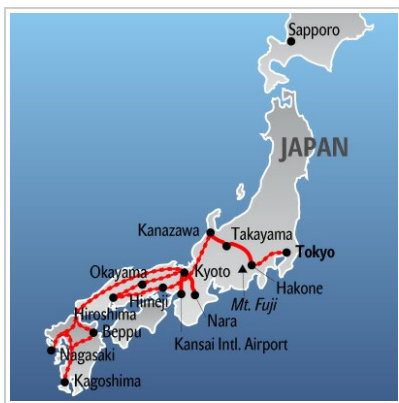 Sapporo
JAPAN
Kanazawa
Takayama
Tokyo
Okayama
Kyoto
Hakone
Himeji
Mt. Fuji
Hiroshima
Nara
Beppu
Kansai Intl. Airport
Nagasaki
Kagoshima